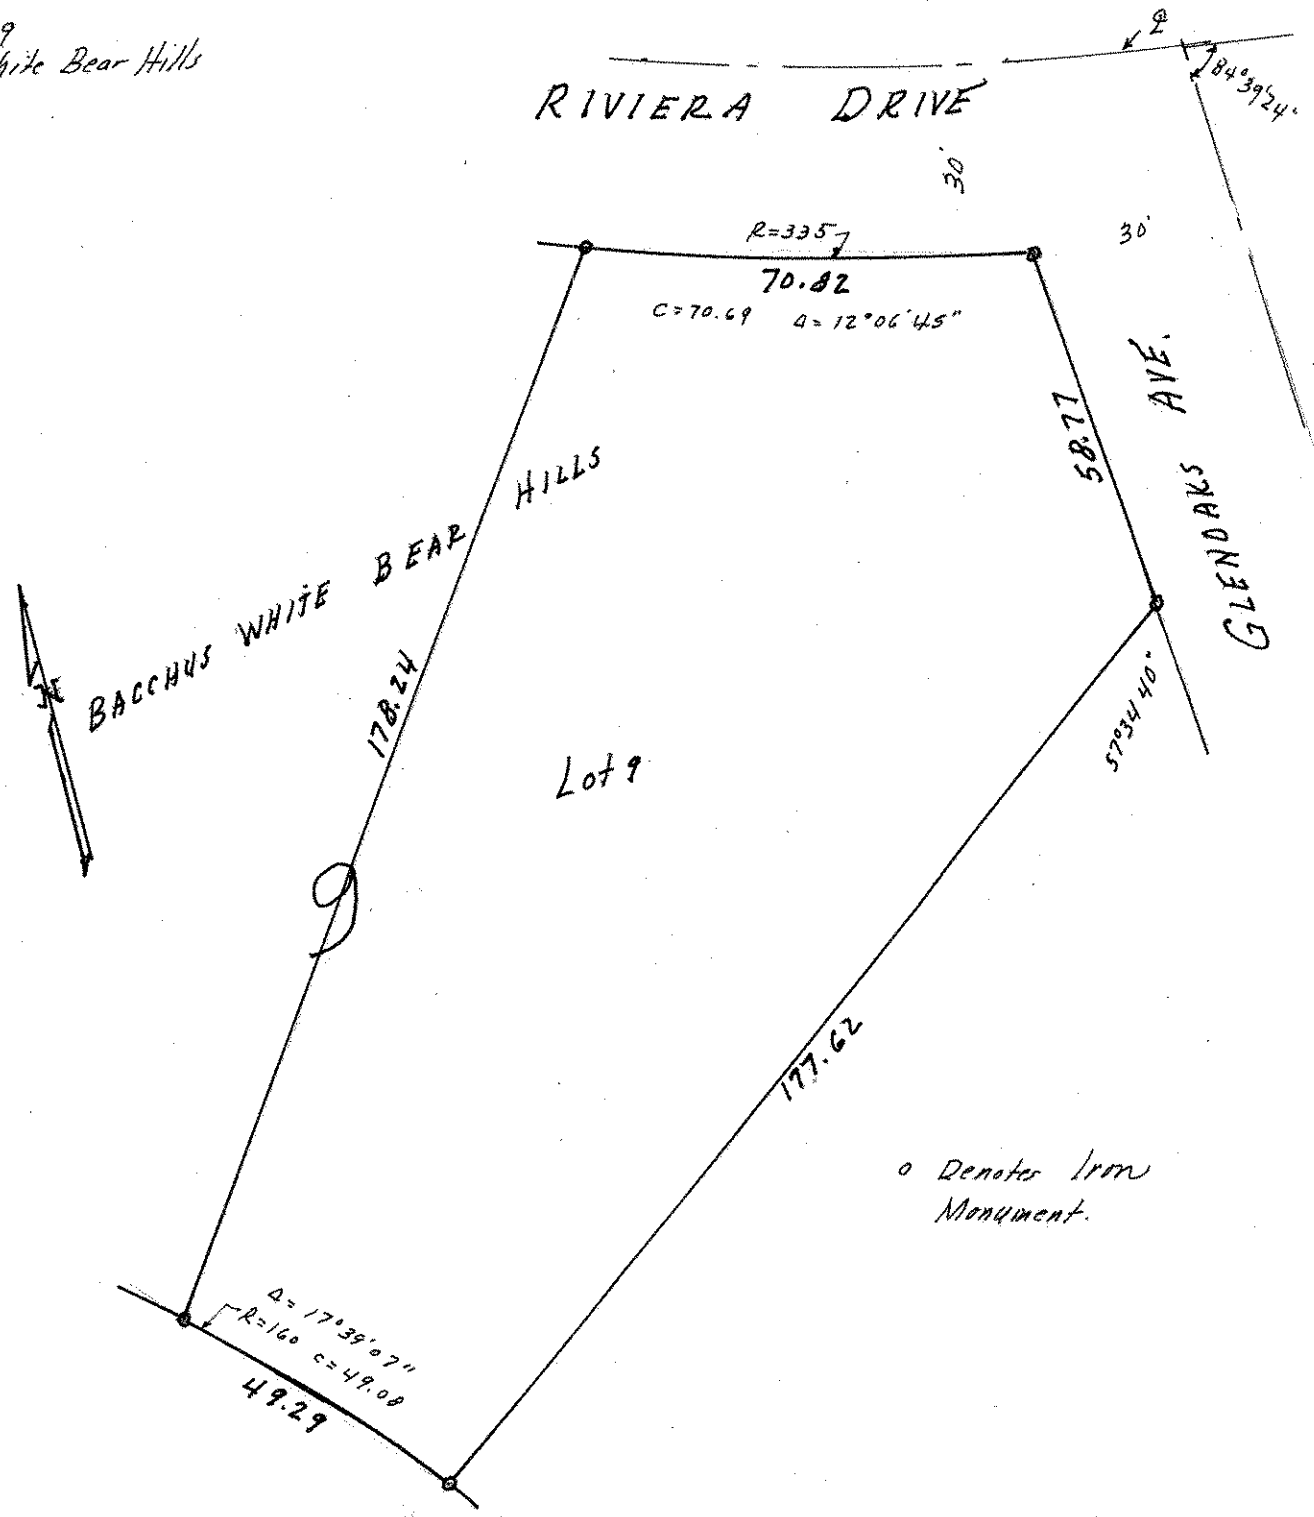 9
hite Bear Hills
RIVIERA DRIVE
84°39'24"
30'
30'
R=335
70.82
C=70.69 Δ=12°06'45"
58.77
GLENOAKS AVE.
BACCHUS WHITE BEAR HILLS
N
178.24
57°34'40"
Lot 9
9
177.62
o Denotes Iron
Monument.
Δ=17°39'07"
R=160 C=49.08
49.29